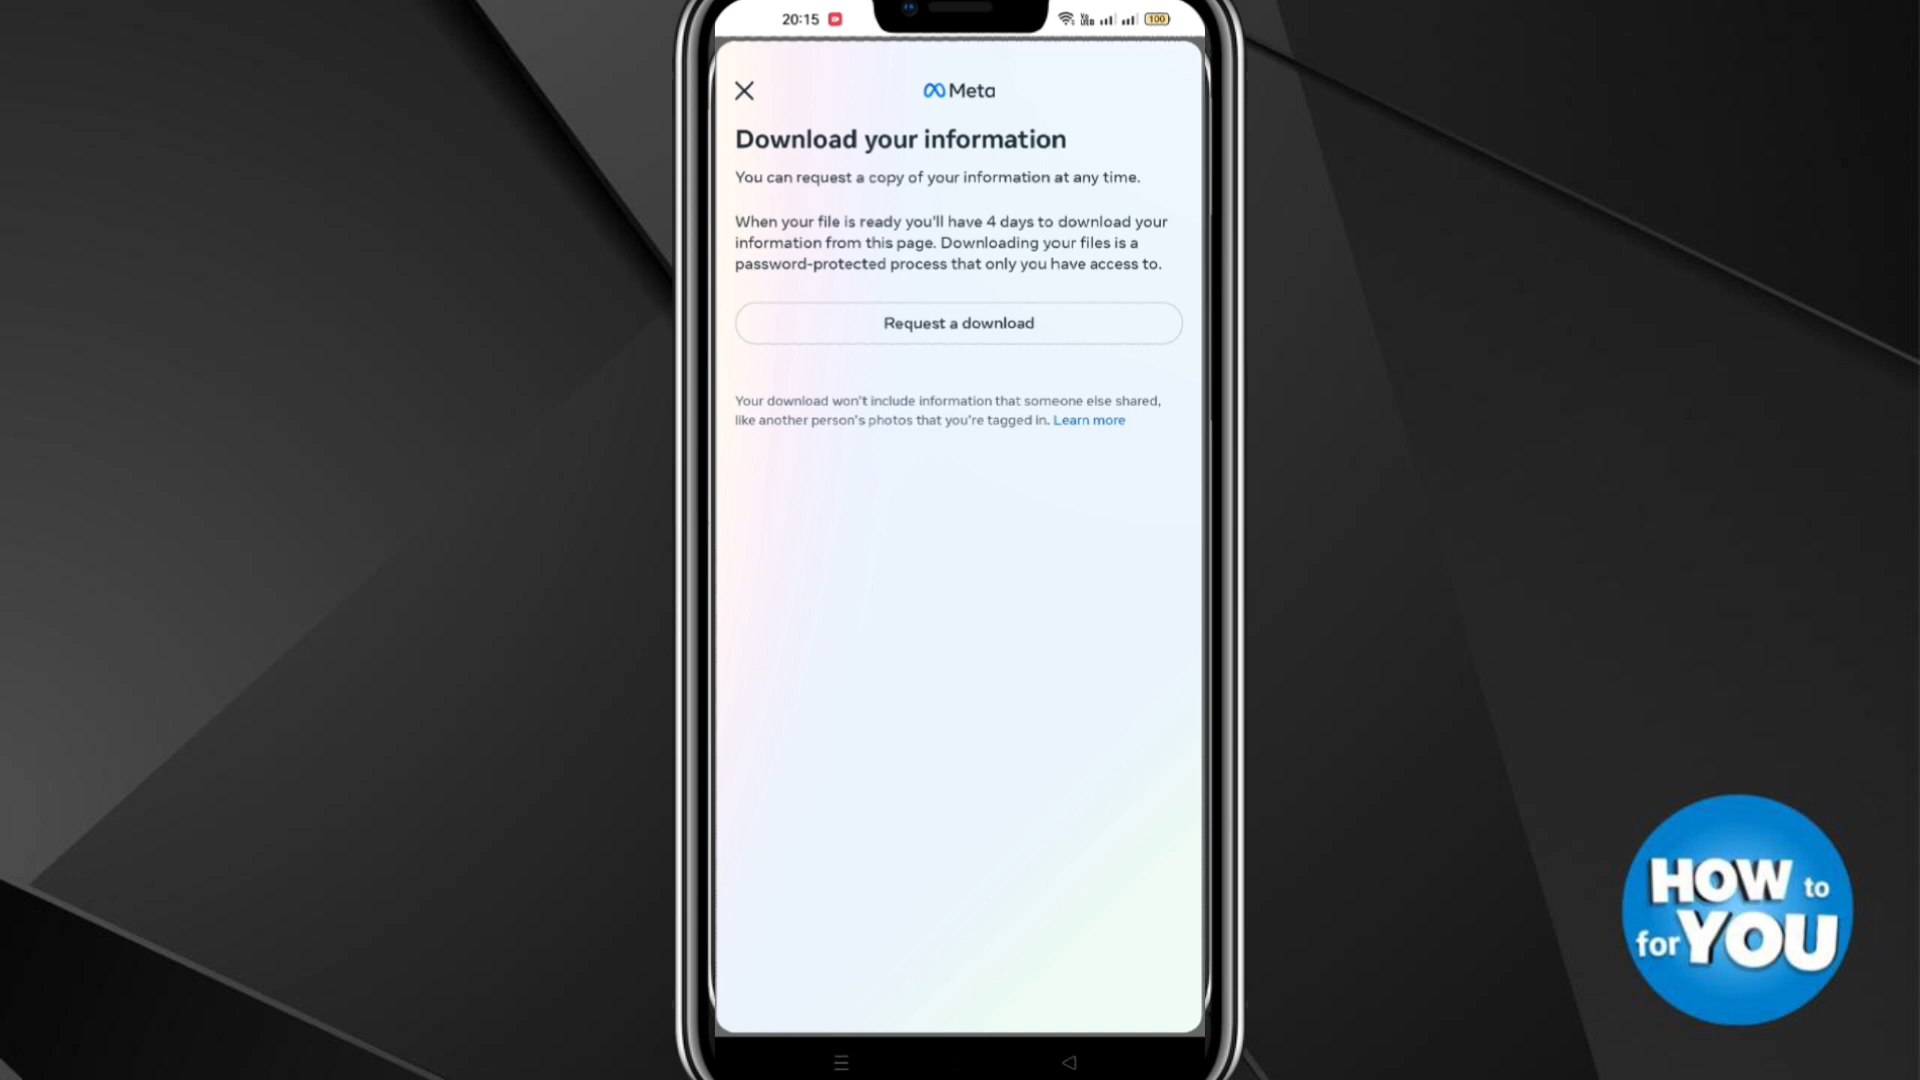 20:15
100
Meta
Download your information
You can request a copy of your information at any time.
When your file is ready you'll have 4 days to download your
information from this page. Downloading your files is a
password-protected process that only you have access to.
Request a download
Your download won't include information that someone else shared,
like another person's photos that you're tagged in. Learn more
HOW to
for YOU